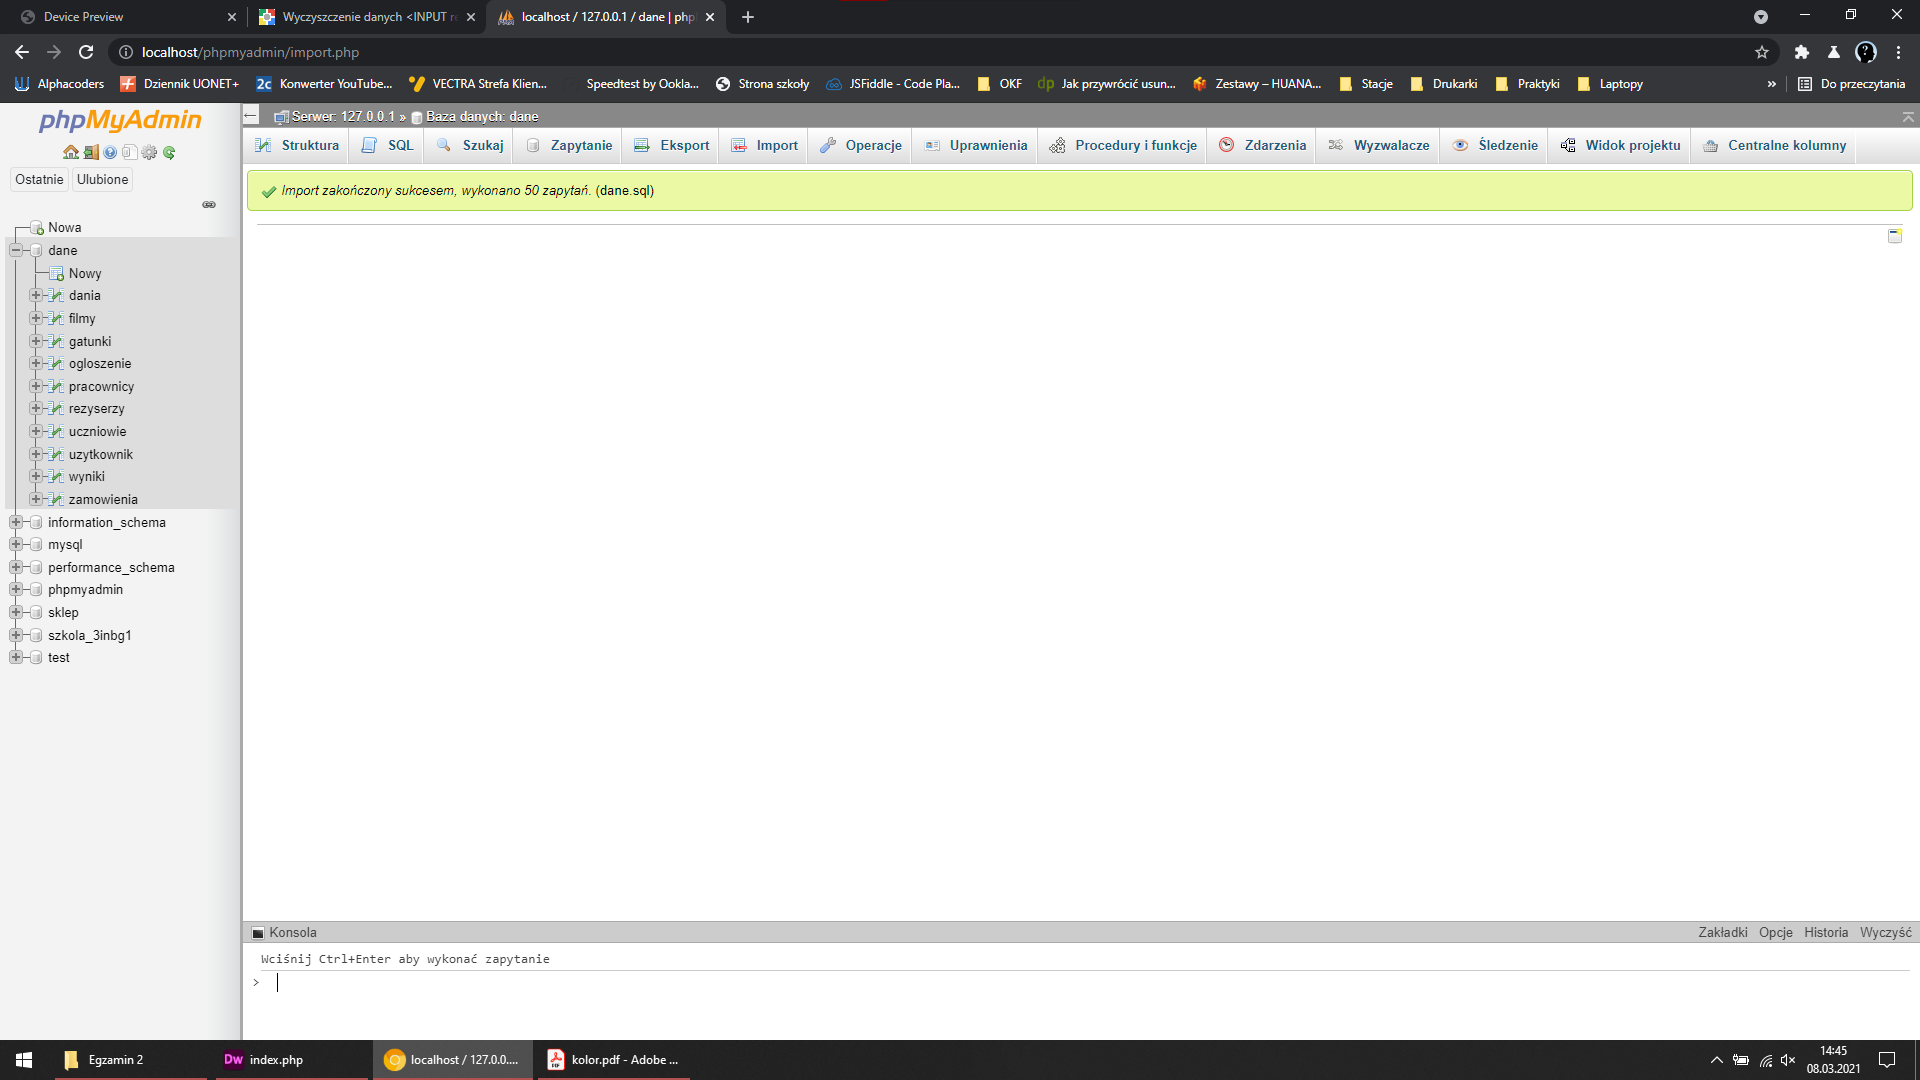 Device Preview
Wyczyszczenie danych <INPUT re
localhost / 127.0.0.1 / dane | php
localhost/phpmyadmin/import.php
Alphacoders
Dziennik UONET+
2c Konwerter YouTube...
VECTRA Strefa Klien...
Speedtest by Ookla...
Strona szkoły
JSFiddle - Code Pla...
OKF
dp Jak przywrócić usun...
Zestawy – HUANA...
Stacje
Drukarki
Praktyki
Laptopy
»
Do przeczytania
phpMyAdmin
Ostatnie
Ulubione
Nowa
dane
Nowy
dania
filmy
gatunki
ogloszenie
pracownicy
rezyserzy
uczniowie
uzytkownik
wyniki
zamowienia
information_schema
mysql
performance_schema
phpmyadmin
sklep
szkola_3inbg1
test
Serwer: 127.0.0.1 » Baza danych: dane
Struktura
SQL
Szukaj
Zapytanie
Eksport
Import
Operacje
Uprawnienia
Procedury i funkcje
Zdarzenia
Wyzwalacze
Śledzenie
Widok projektu
Centralne kolumny
Import zakończony sukcesem, wykonano 50 zapytań. (dane.sql)
Konsola
Zakładki Opcje Historia Wyczyść
Wciśnij Ctrl+Enter aby wykonać zapytanie
>
Egzamin 2
Dw index.php
localhost / 127.0.0....
kolor.pdf - Adobe ...
14:45
08.03.2021